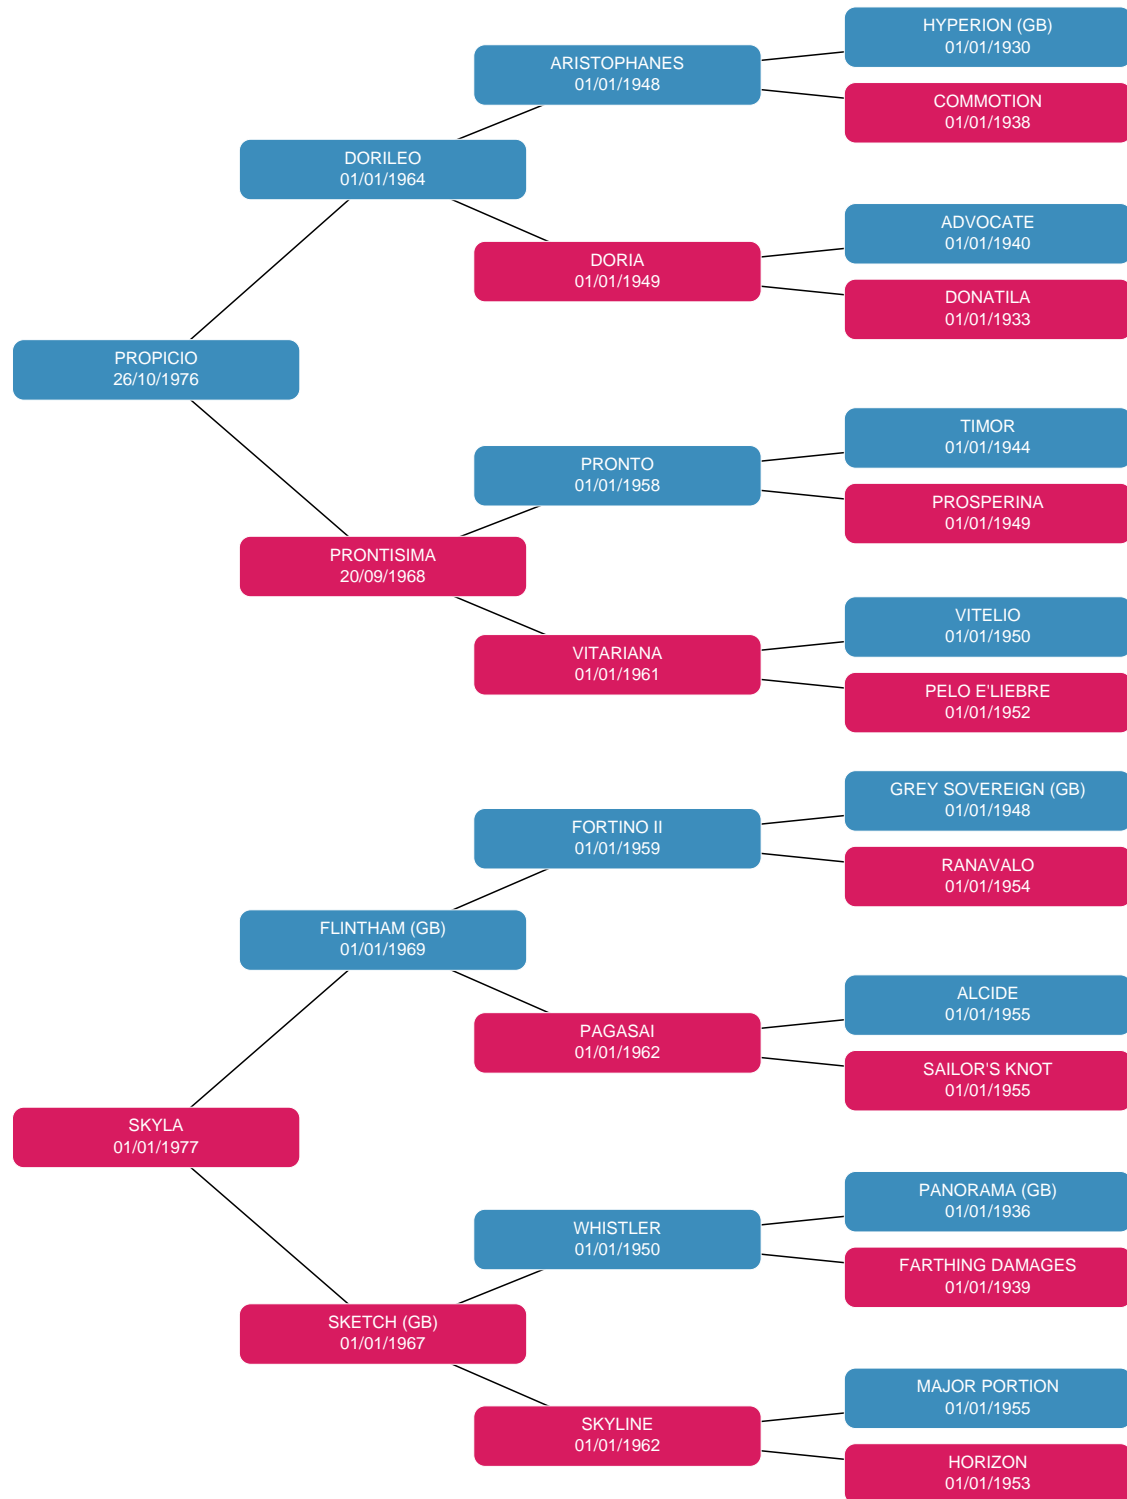 HYPERION (GB)
01/01/1930
ARISTOPHANES
01/01/1948
COMMOTION
01/01/1938
DORILEO
01/01/1964
ADVOCATE
01/01/1940
DORIA
01/01/1949
DONATILA
01/01/1933
PROPICIO
26/10/1976
TIMOR
01/01/1944
PRONTO
01/01/1958
PROSPERINA
01/01/1949
PRONTISIMA
20/09/1968
VITELIO
01/01/1950
VITARIANA
01/01/1961
PELO E'LIEBRE
01/01/1952
GREY SOVEREIGN (GB)
01/01/1948
FORTINO II
01/01/1959
RANAVALO
01/01/1954
FLINTHAM (GB)
01/01/1969
ALCIDE
01/01/1955
PAGASAI
01/01/1962
SAILOR'S KNOT
01/01/1955
SKYLA
01/01/1977
PANORAMA (GB)
01/01/1936
WHISTLER
01/01/1950
FARTHING DAMAGES
01/01/1939
SKETCH (GB)
01/01/1967
MAJOR PORTION
01/01/1955
SKYLINE
01/01/1962
HORIZON
01/01/1953